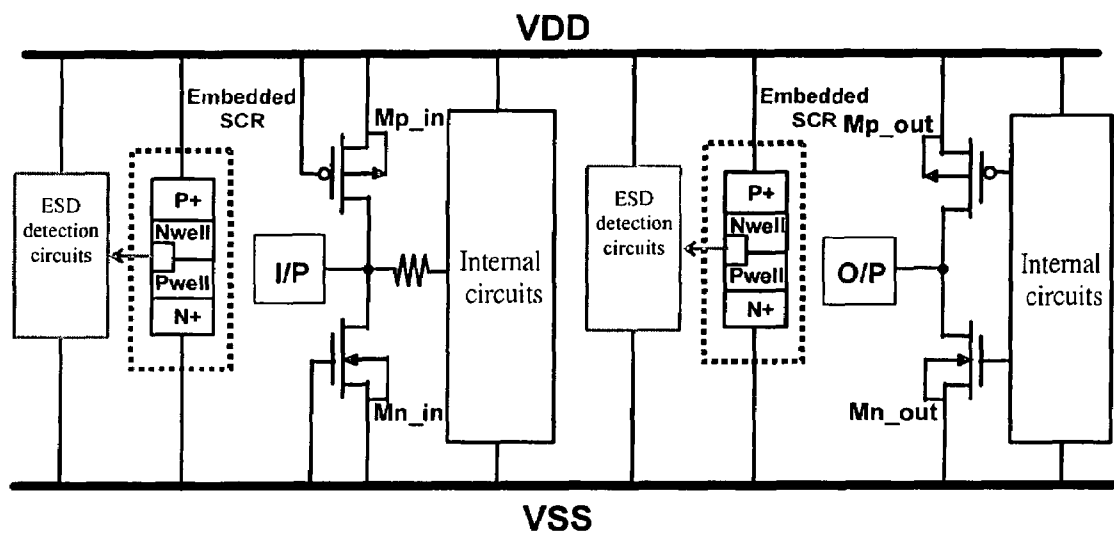 VDD
Embedded
SCR
Mp_in
ESD
detection
circuits
P+
Nwell
Pwell
N+
I/P
Mn_in
Internal
circuits
Embedded
SCR
Mp_out
ESD
detection
circuits
P+
Nwell
Pwell
N+
O/P
Mn_out
Internal
circuits
VSS